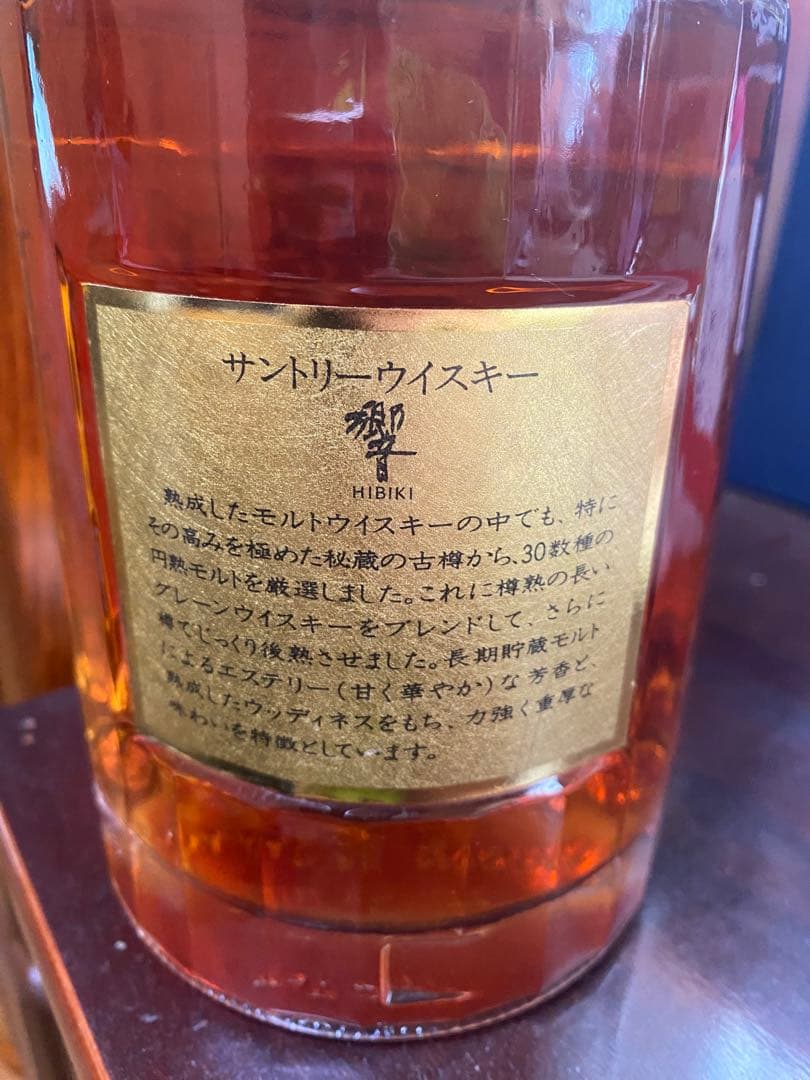 サントリーウイスキー
響
HIBIKI
熟成したモルトウイスキーの中でも、特に
その高みを極めた秘蔵の古樽から、30数種の
円熟モルトを厳選しました。これに樽熟の長い
グレーンウイスキーをブレンドして、さらに
樽でじっくり後熟させました。長期貯蔵モルト
によるエステリー(甘く華やか)な芳香と、
熟成したウッディネスをもち、力強く重厚な
味わいを特徴としています。